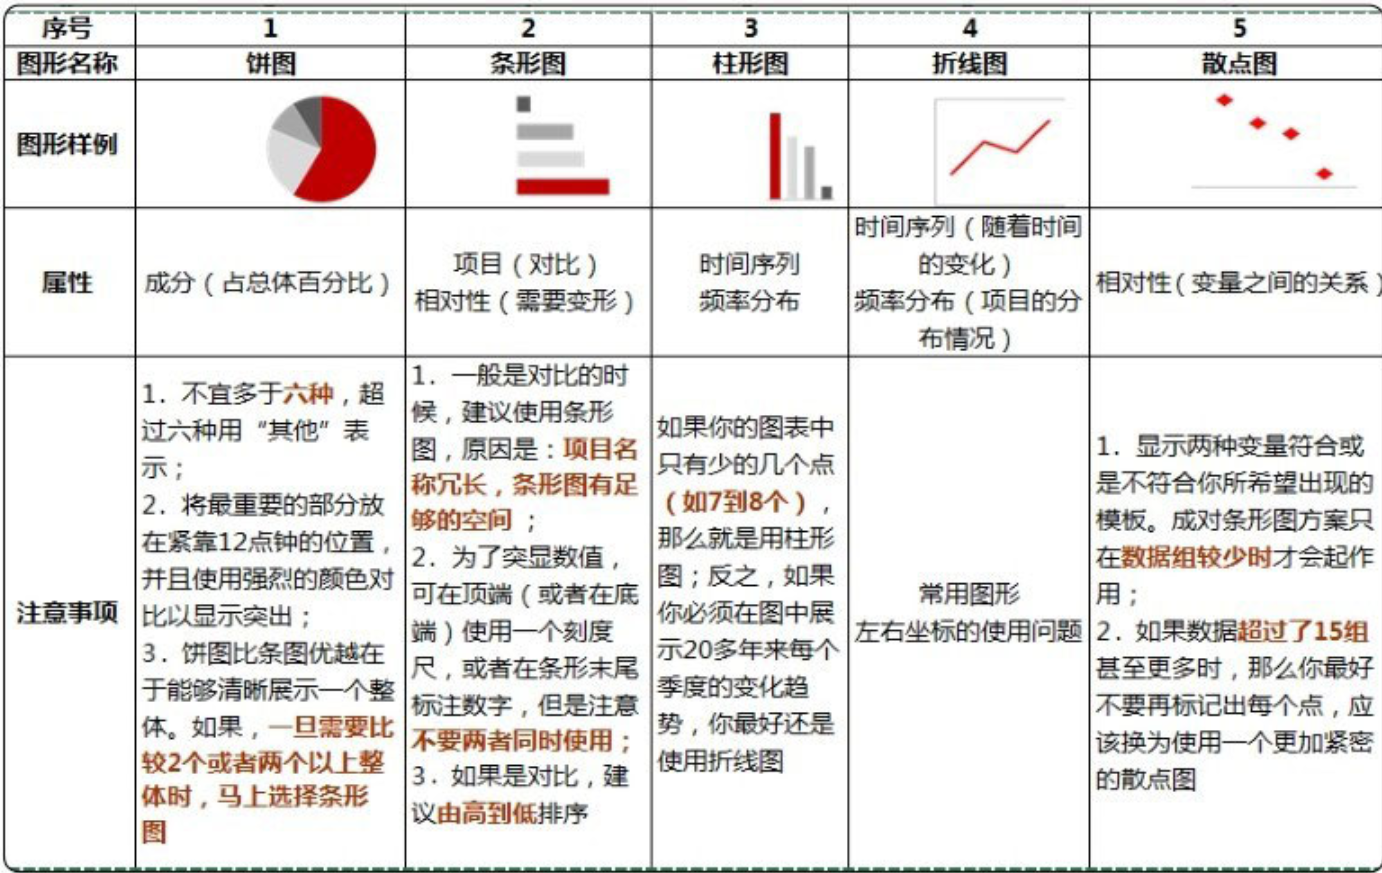 序号 1 2 3 4 5
图形名称 饼图 条形图 柱形图 折线图 散点图
图形样例
属性
成分（占总体百分比）
项目（对比）
相对性（需要变形）
时间序列
频率分布
时间序列（随着时间
的变化）
频率分布（项目的分
布情况）
相对性（变量之间的关系）
注意事项
1．不宜多于六种，超
过六种用“其他”表
示；
2．将最重要的部分放
在紧靠12点钟的位置，
并且使用强烈的颜色对
比以显示突出；
3．饼图比条图优越在
于能够清晰展示一个整
体。如果，一旦需要比
较2个或者两个以上整
体时，马上选择条形
图
1．一般是对比的时
候，建议使用条形
图，原因是：项目名
称冗长，条形图有足
够的空间 ；
2．为了突显数值，
可在顶端（或者在底
端）使用一个刻度
尺，或者在条形末尾
标注数字，但是注意
不要两者同时使用；
3．如果是对比，建
议由高到低排序
如果你的图表中
只有少的几个点
（如7到8个），
那么就是用柱形
图；反之，如果
你必须在图中展
示20多年来每个
季度的变化趋
势，你最好还是
使用折线图
常用图形
左右坐标的使用问题
1．显示两种变量符合或
是不符合你所希望出现的
模板。成对条形图方案只
在数据组较少时才会起作
用；
2．如果数据超过了15组
甚至更多时，那么你最好
不要再标记出每个点，应
该换为使用一个更加紧密
的散点图